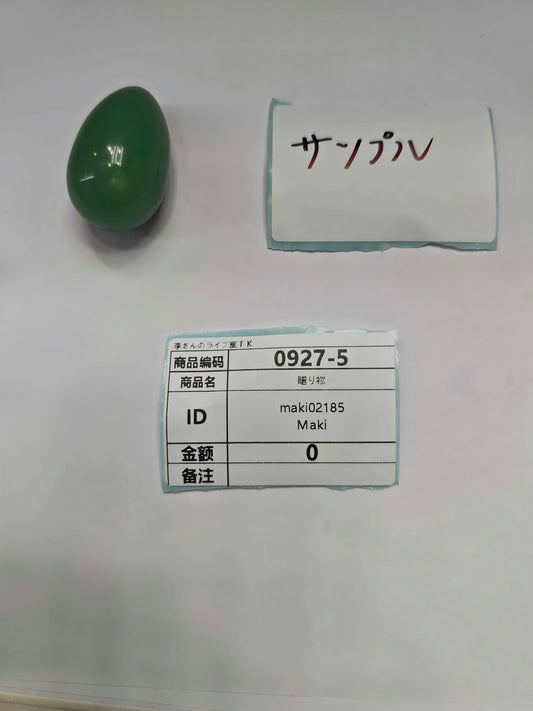 サンプル
李さんのライブ室T.K
商品编码 0927-5
商品名 贈り物
ID maki02185
Maki
金额 0
备注